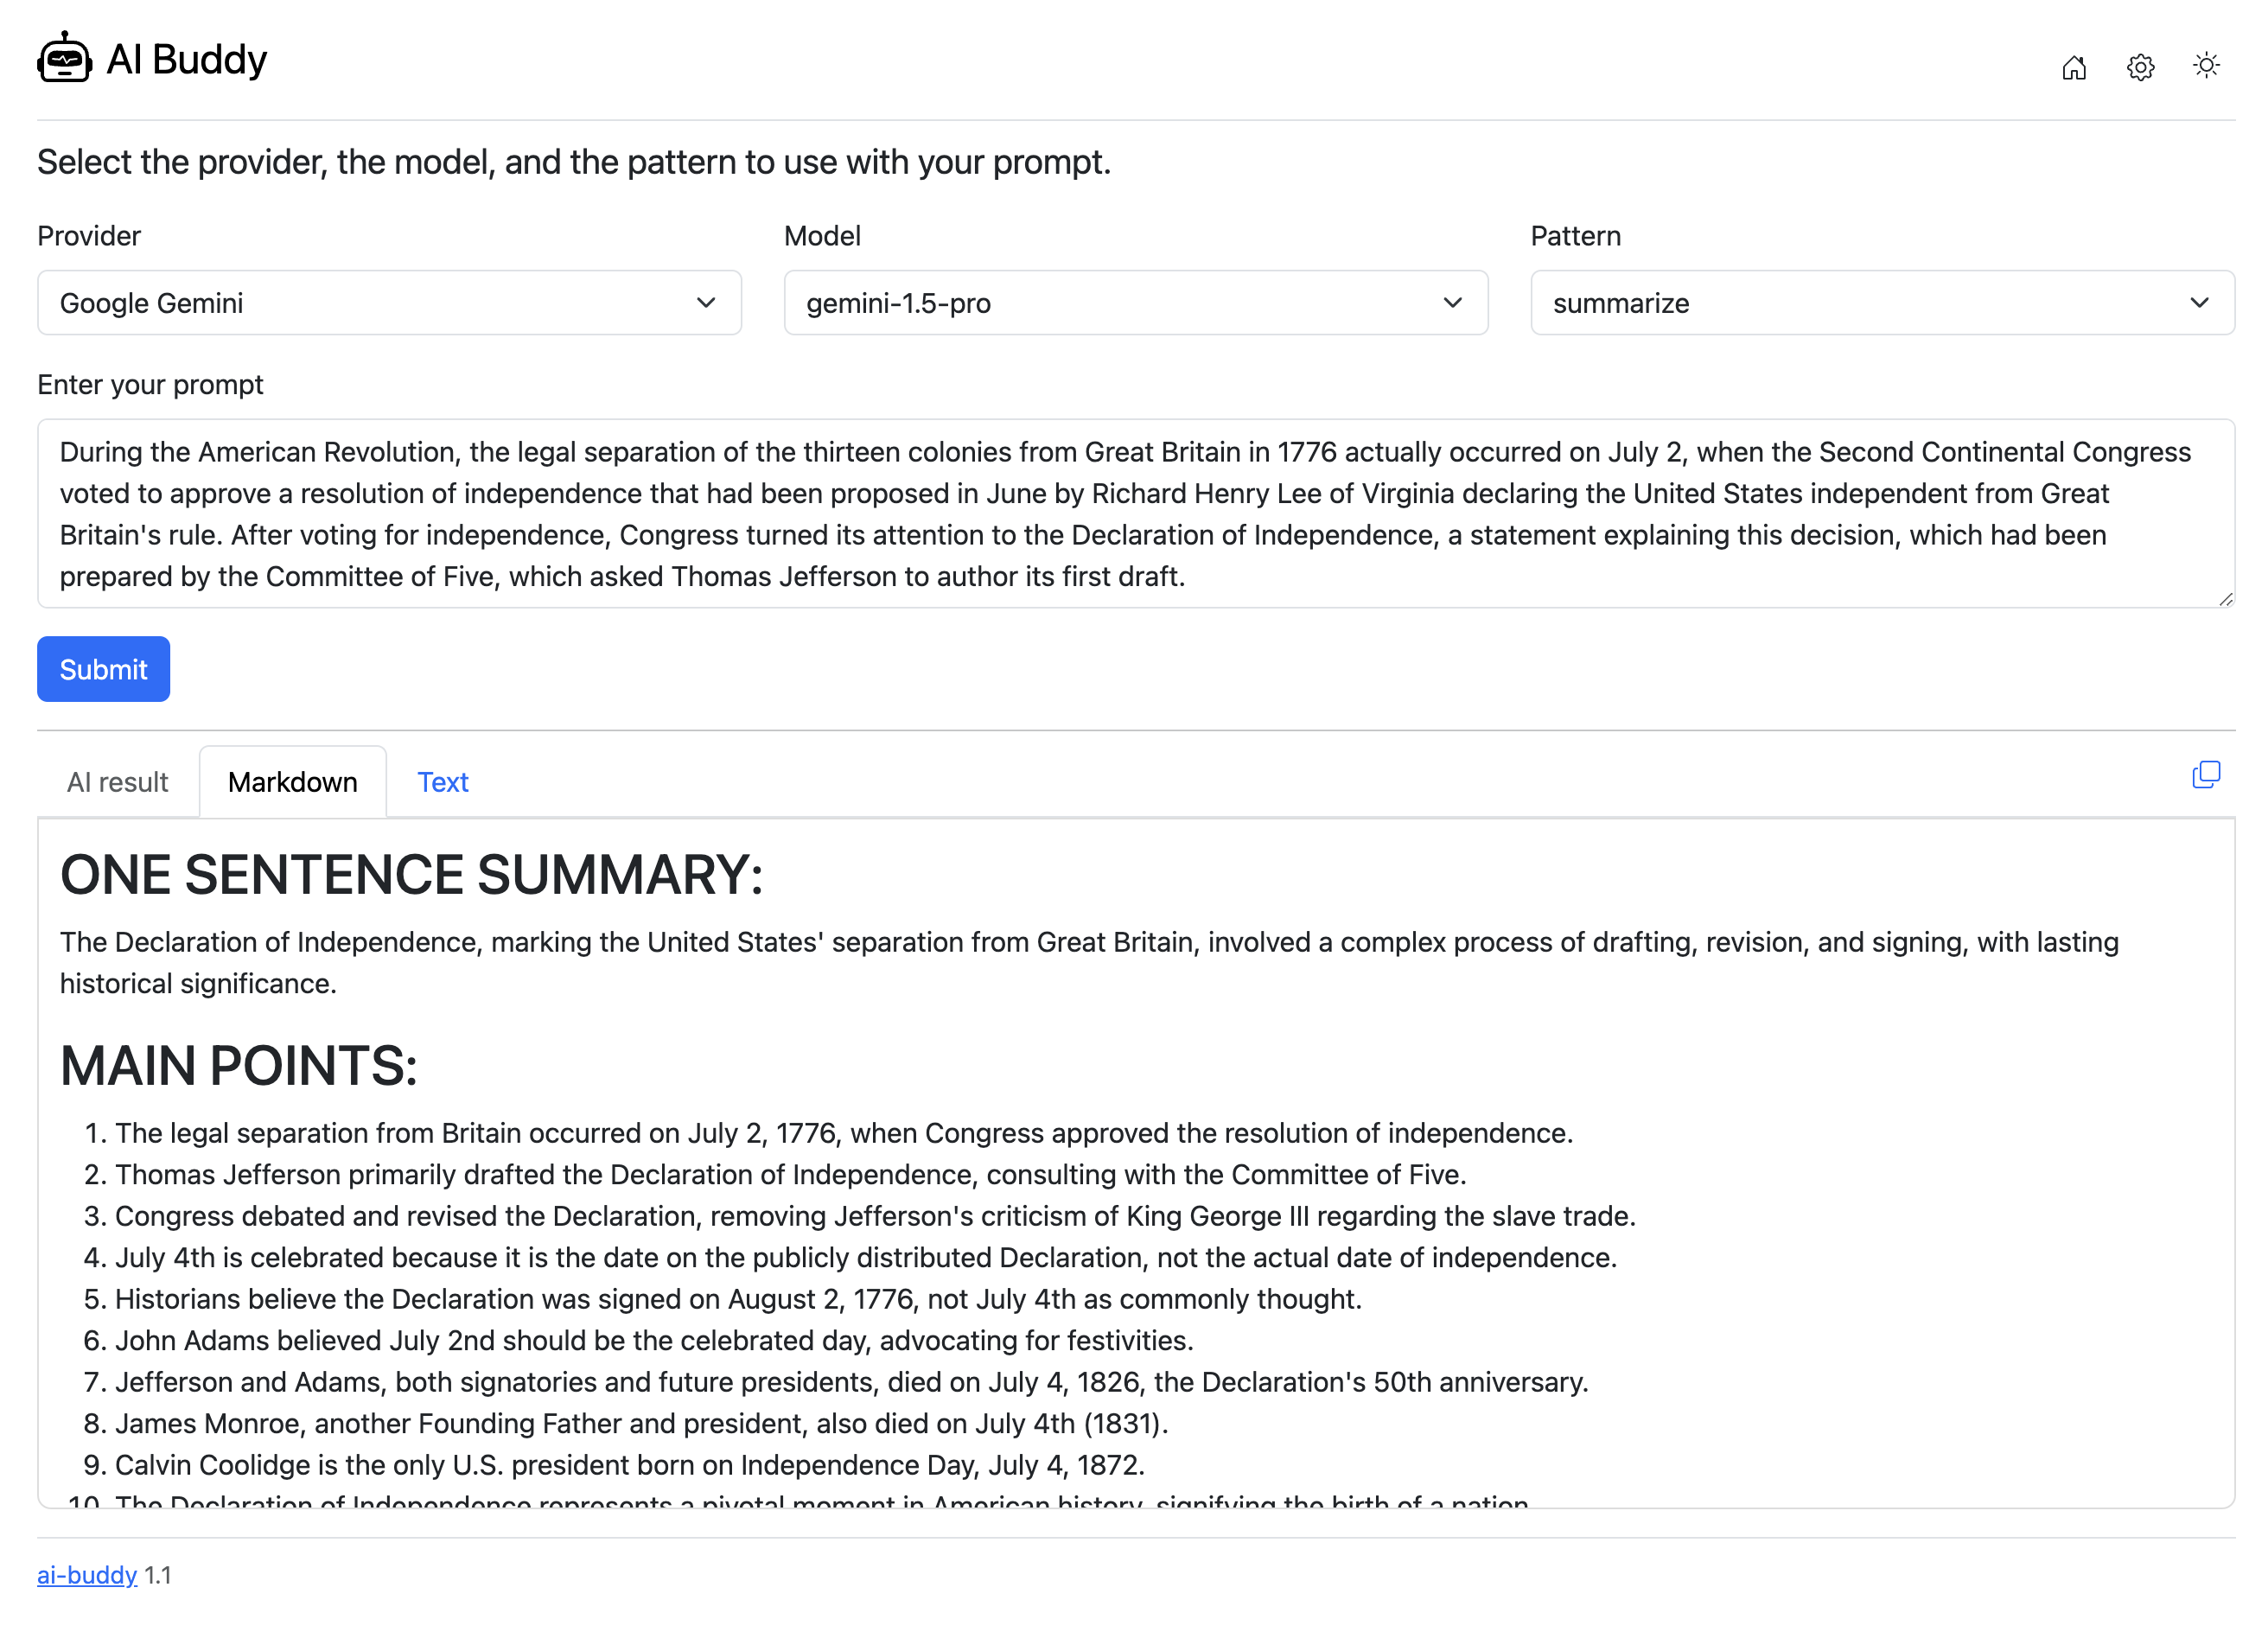 AI Buddy
Select the provider, the model, and the pattern to use with your prompt.
Provider
Model
Pattern
Google Gemini
gemini-1.5-pro
summarize
Enter your prompt
During the American Revolution, the legal separation of the thirteen colonies from Great Britain in 1776 actually occurred on July 2, when the Second Continental Congress
voted to approve a resolution of independence that had been proposed in June by Richard Henry Lee of Virginia declaring the United States independent from Great
Britain's rule. After voting for independence, Congress turned its attention to the Declaration of Independence, a statement explaining this decision, which had been
prepared by the Committee of Five, which asked Thomas Jefferson to author its first draft.
Submit
AI result
Markdown
Text
ONE SENTENCE SUMMARY:
The Declaration of Independence, marking the United States' separation from Great Britain, involved a complex process of drafting, revision, and signing, with lasting
historical significance.
MAIN POINTS:
1. The legal separation from Britain occurred on July 2, 1776, when Congress approved the resolution of independence.
2. Thomas Jefferson primarily drafted the Declaration of Independence, consulting with the Committee of Five.
3. Congress debated and revised the Declaration, removing Jefferson's criticism of King George III regarding the slave trade.
4. July 4th is celebrated because it is the date on the publicly distributed Declaration, not the actual date of independence.
5. Historians believe the Declaration was signed on August 2, 1776, not July 4th as commonly thought.
6. John Adams believed July 2nd should be the celebrated day, advocating for festivities.
7. Jefferson and Adams, both signatories and future presidents, died on July 4, 1826, the Declaration's 50th anniversary.
8. James Monroe, another Founding Father and president, also died on July 4th (1831).
9. Calvin Coolidge is the only U.S. president born on Independence Day, July 4, 1872.
10. The Declaration of Independence represents a pivotal moment in American history, signifying the birth of a nation.
ai-buddy 1.1